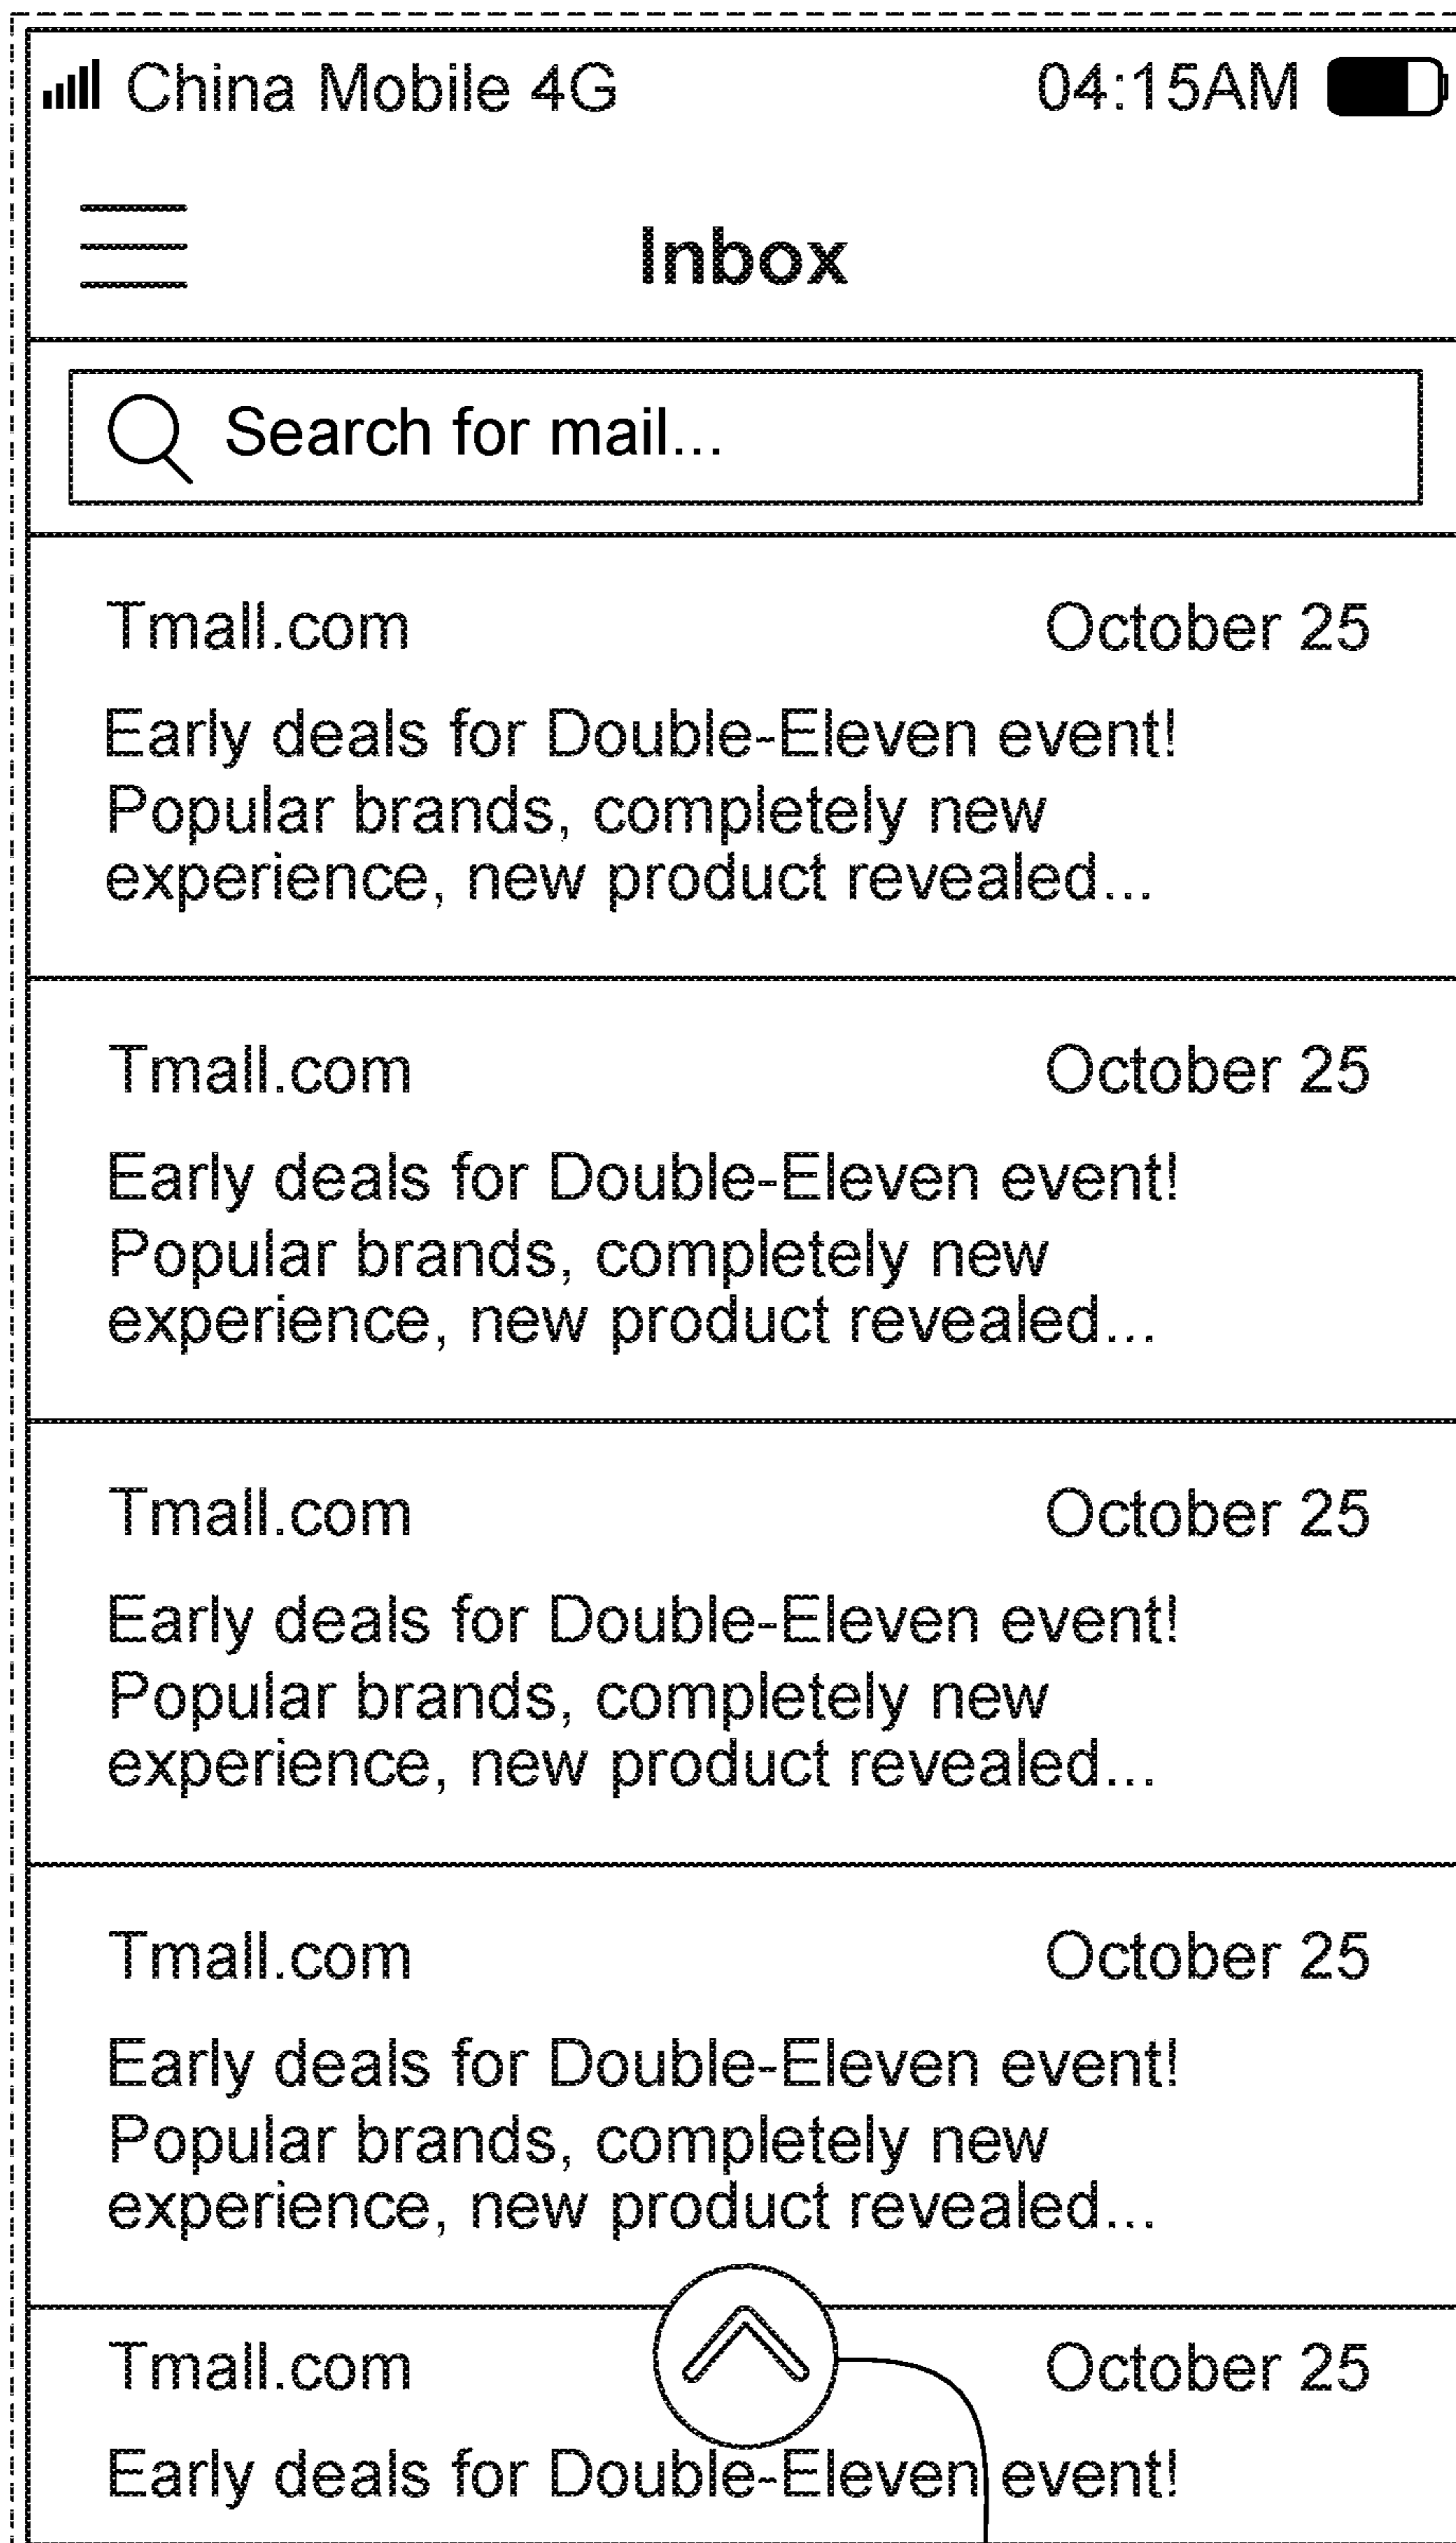 China Mobile 4G 04:15AM
Inbox
Search for mail...
Tmall.com October 25
Early deals for Double-Eleven event!
Popular brands, completely new
experience, new product revealed...
Tmall.com October 25
Early deals for Double-Eleven event!
Popular brands, completely new
experience, new product revealed...
Tmall.com October 25
Early deals for Double-Eleven event!
Popular brands, completely new
experience, new product revealed...
Tmall.com October 25
Early deals for Double-Eleven event!
Popular brands, completely new
experience, new product revealed...
Tmall.com October 25
Early deals for Double-Eleven event!